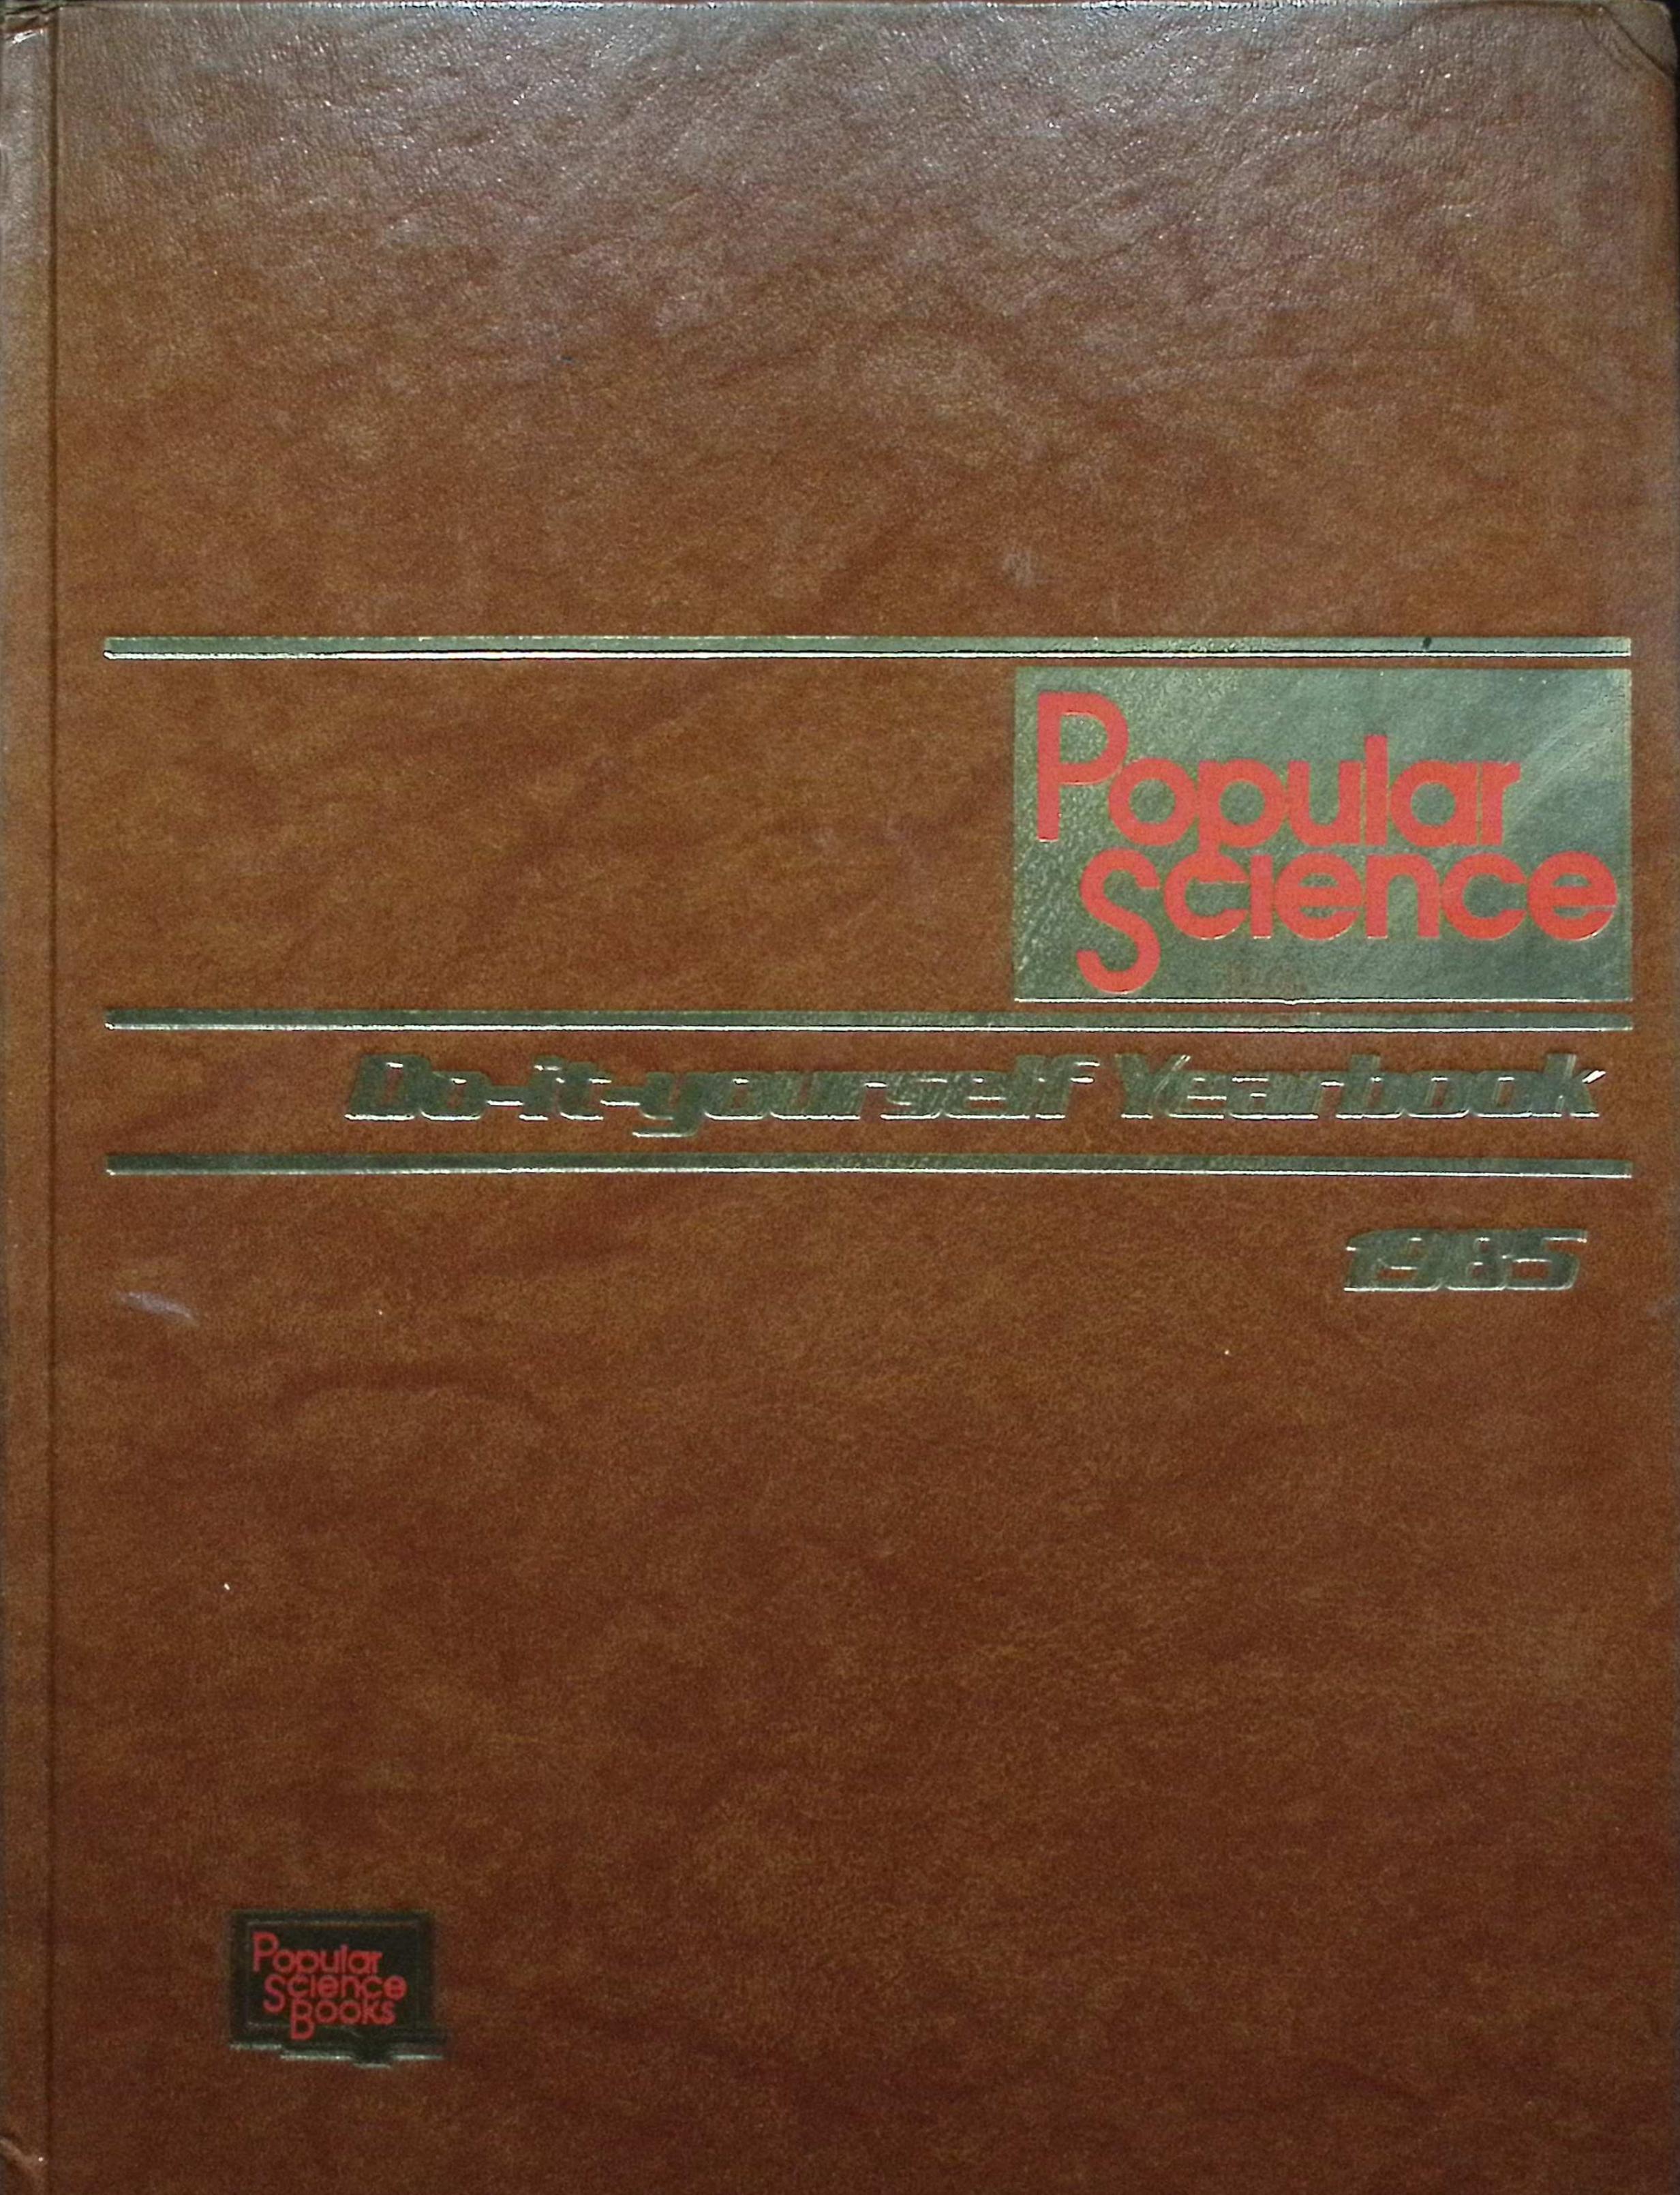 Popular
Science
Do-it-yourself Yearbook
1985
Popular
Science
Books